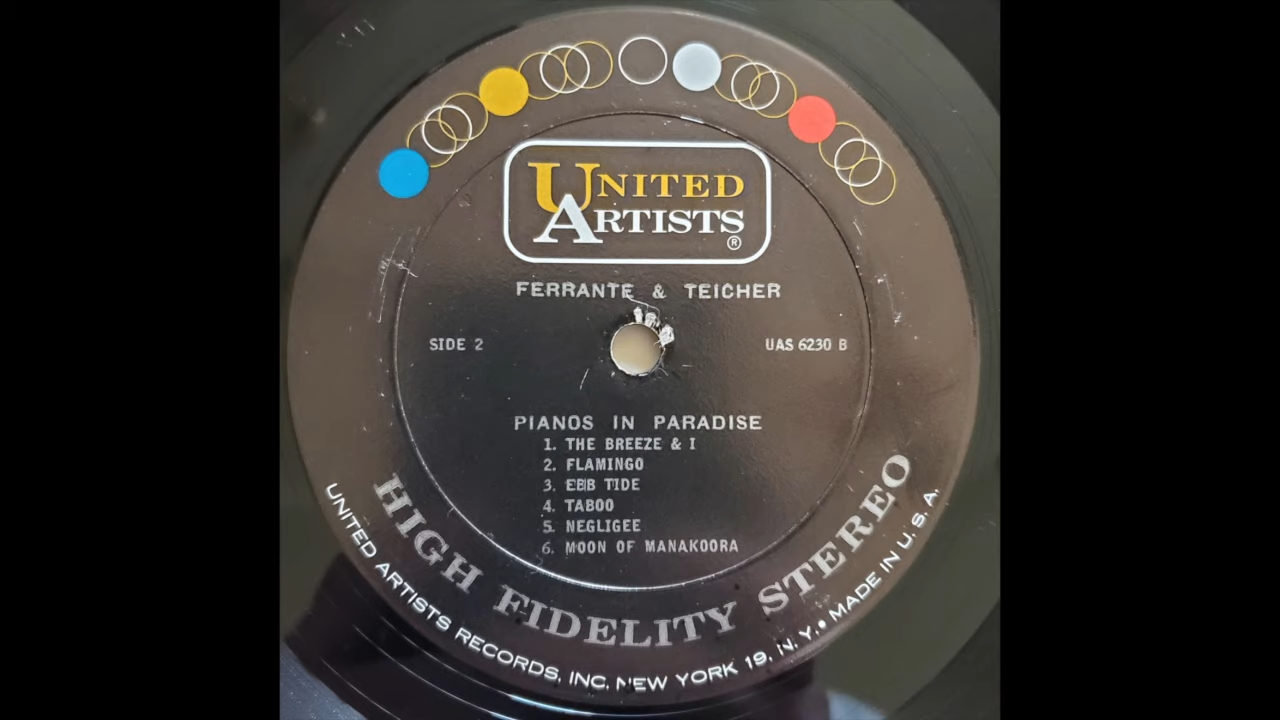 UNITED
ARTISTS
®
FERRANTE & TEICHER
SIDE 2
UAS 6230 B
PIANOS IN PARADISE
1. THE BREEZE & I
2. FLAMINGO
3. EBB TIDE
4. TABOO
5. NEGLIGEE
6. MOON OF MANAKOORA
HIGH FIDELITY STEREO
UNITED ARTISTS RECORDS, INC. NEW YORK 19, N.Y. • MADE IN U.S.A.